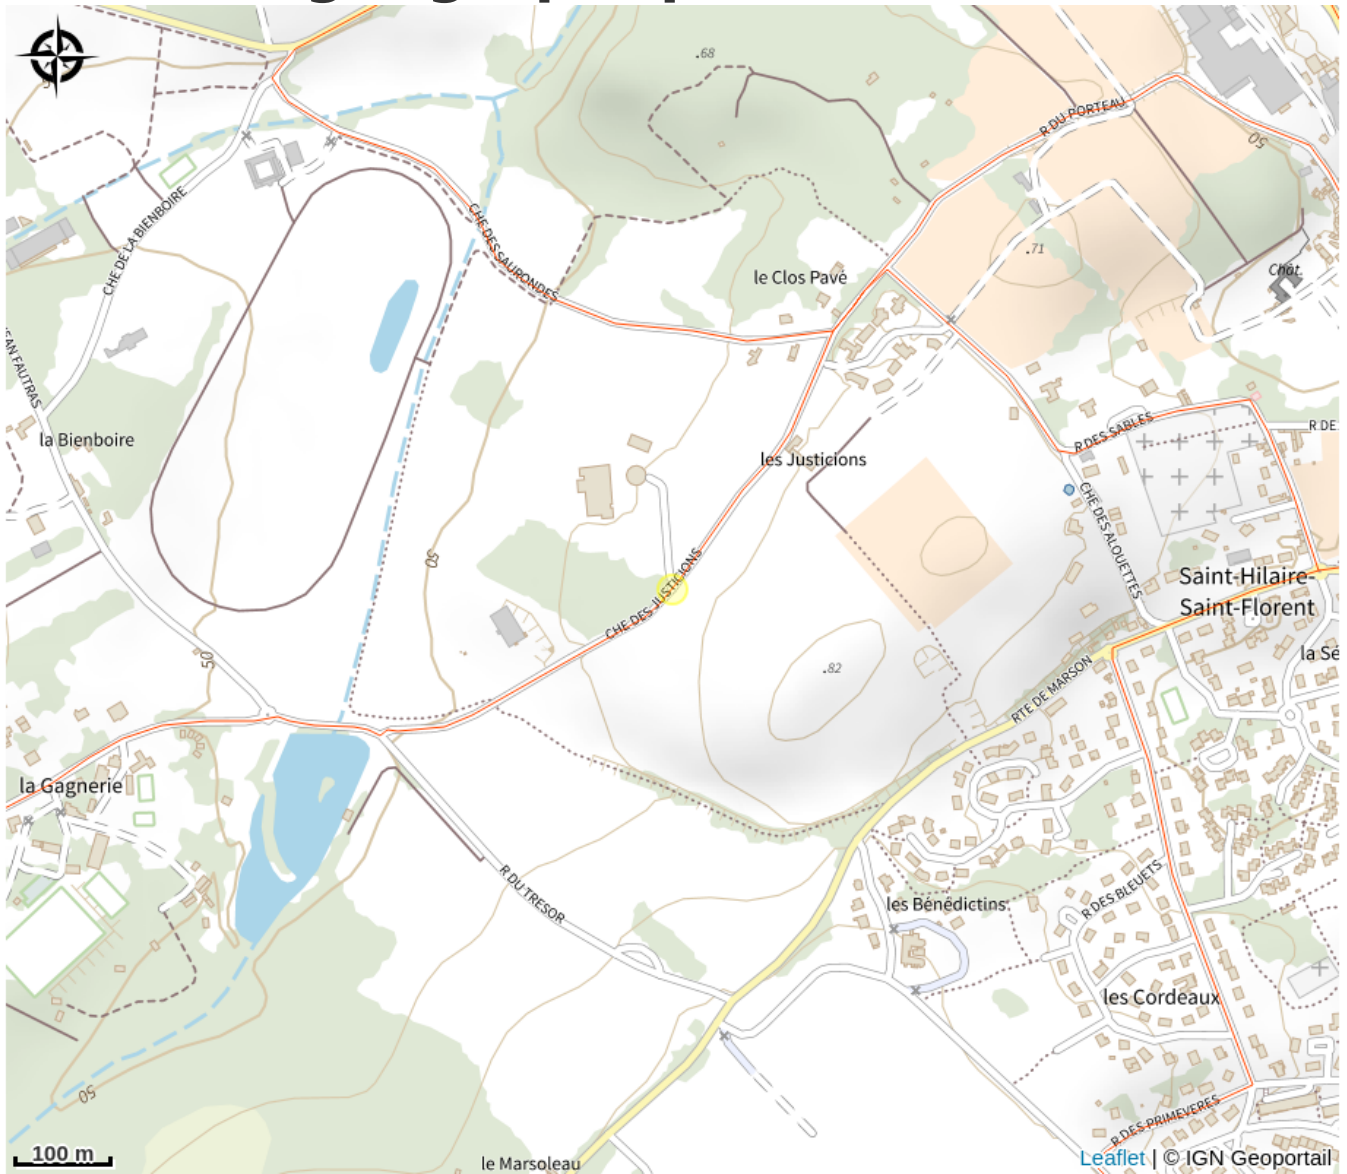 .68
R DU PORTEAU
50
CHE DE LA BIENBOIRE
CHE DES SAURONDES
.71
Chât.
le Clos Pavé
JEAN FAUTRAS
la Bienboire
R DES SABLES
R DE
les Justicions
CHE DES ALOUETTES
50
CHE DES JUSTICIONS
Saint-Hilaire-
Saint-Florent
50
.82
la Sé
RTE DE MARSON
la Gagnerie
R DU TRESOR
R DES BLEUETS
les Bénédictins
les Cordeaux
50
R DES PRIMEVERES
100 m
le Marsoleau
Leaflet | © IGN Geoportail